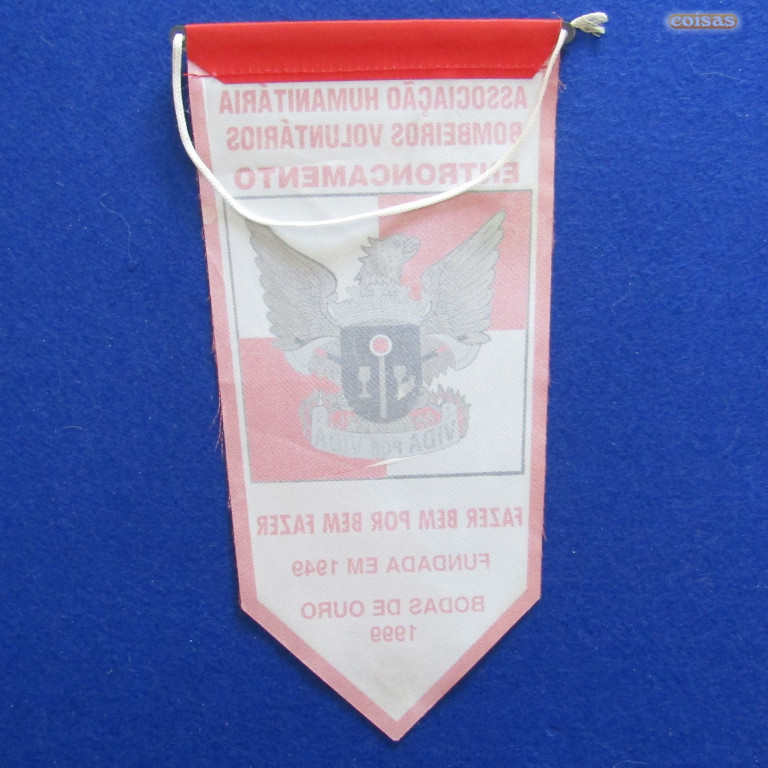 coisas
ASSOCIAÇÃO HUMANITÁRIA
BOMBEIROS VOLUNTÁRIOS
ENTRONCAMENTO
VIDA POR VIDA
FAZER BEM POR BEM FAZER
FUNDADA EM 1949
BODAS DE OURO
1999